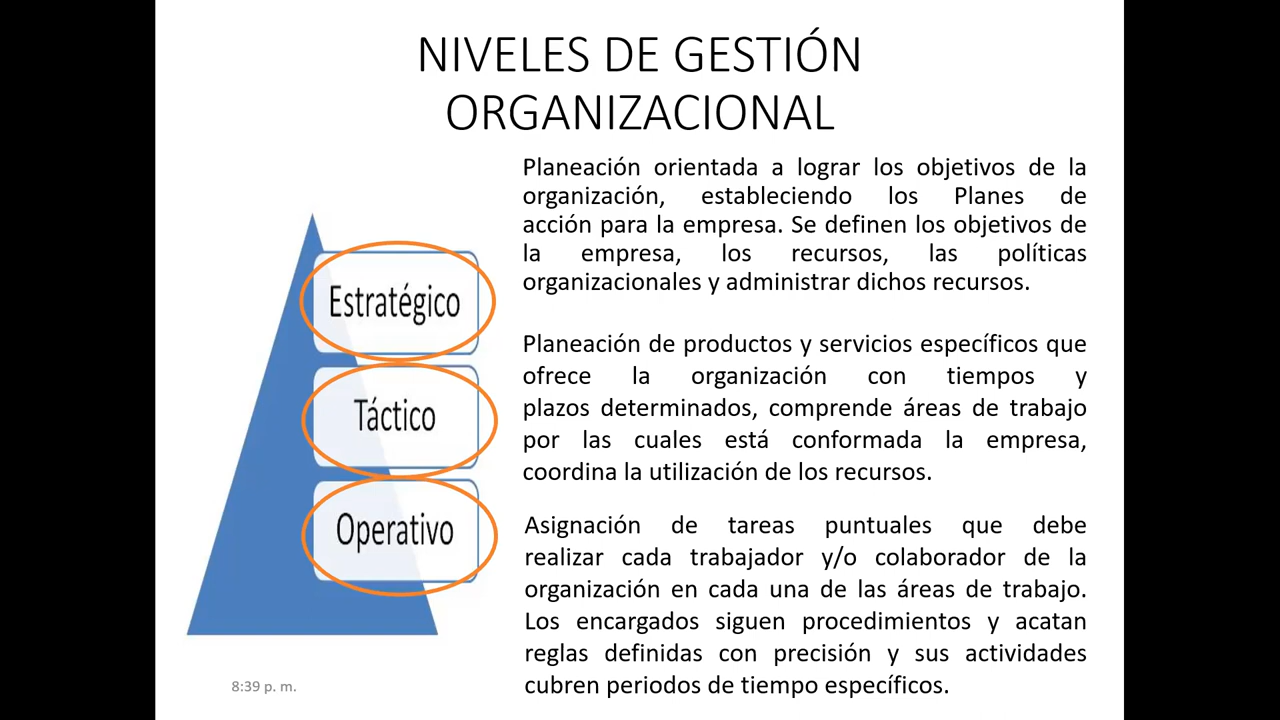 NIVELES DE GESTIÓN
ORGANIZACIONAL
Planeación orientada a lograr los objetivos de la
organización, estableciendo los Planes de
acción para la empresa. Se definen los objetivos de
la empresa, los recursos, las políticas
organizacionales y administrar dichos recursos.
Estratégico
Planeación de productos y servicios específicos que
ofrece la organización con tiempos y
plazos determinados, comprende áreas de trabajo
por las cuales está conformada la empresa,
coordina la utilización de los recursos.
Táctico
Asignación de tareas puntuales que debe
realizar cada trabajador y/o colaborador de la
organización en cada una de las áreas de trabajo.
Los encargados siguen procedimientos y acatan
reglas definidas con precisión y sus actividades
cubren periodos de tiempo específicos.
Operativo
8:39 p. m.